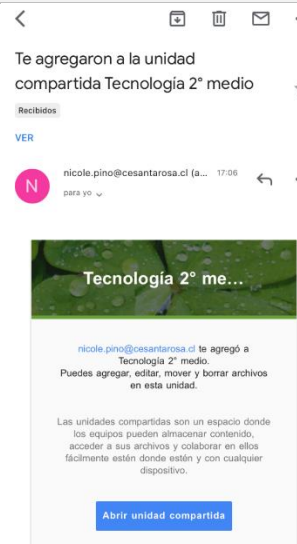 Te agregaron a la unidad
compartida Tecnología 2° medio
Recibidos
VER
N
nicole.pino@cesantarosa.cl (a... 17:06
para yo
Tecnología 2° me...
nicole.pino@cesantarosa.cl te agregó a
Tecnología 2° medio.
Puedes agregar, editar, mover y borrar archivos
en esta unidad.
Las unidades compartidas son un espacio donde
los equipos pueden almacenar contenido,
acceder a sus archivos y colaborar en ellos
fácilmente estén donde estén y con cualquier
dispositivo.
Abrir unidad compartida